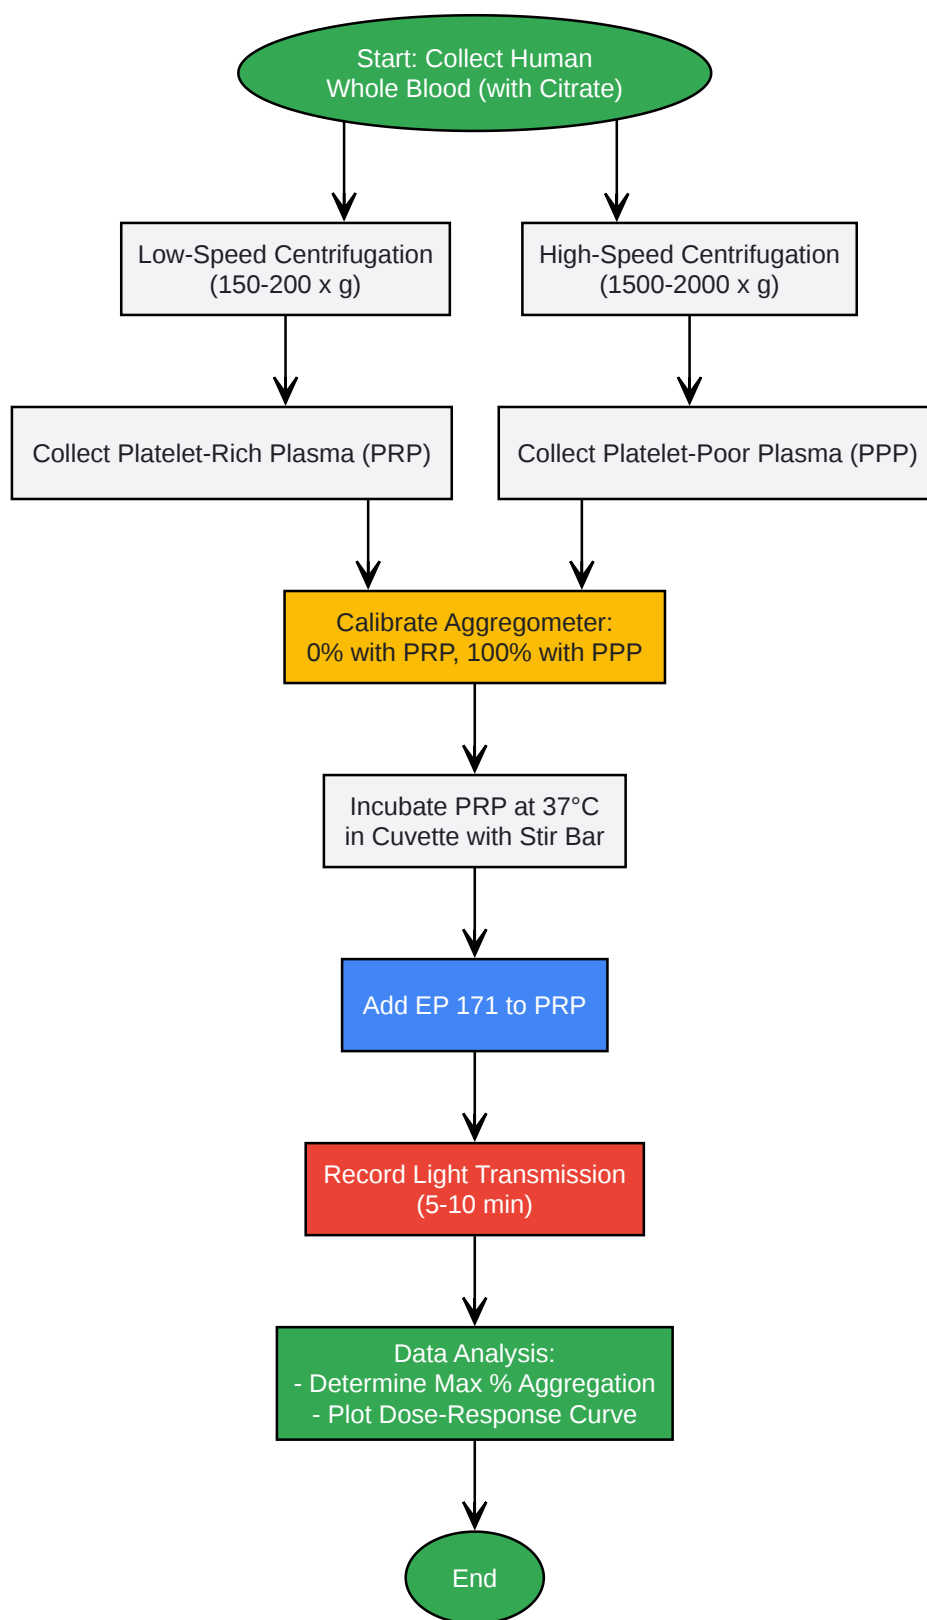 Start: Collect Human
Whole Blood (with Citrate)
Low-Speed Centrifugation
(150-200 x g)
High-Speed Centrifugation
(1500-2000 x g)
Collect Platelet-Rich Plasma (PRP)
Collect Platelet-Poor Plasma (PPP)
Calibrate Aggregometer:
0% with PRP, 100% with PPP
Incubate PRP at 37°C
in Cuvette with Stir Bar
Add EP 171 to PRP
Record Light Transmission
(5-10 min)
Data Analysis:
- Determine Max % Aggregation
- Plot Dose-Response Curve
End